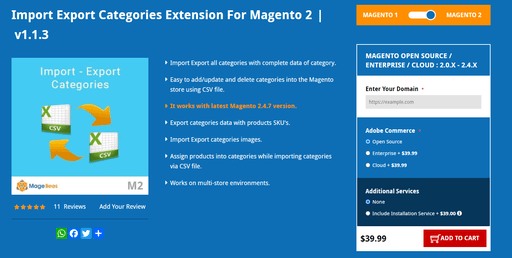 Import Export Categories Extension For Magento 2 |
v1.1.3
MAGENTO 1
MAGENTO 2
Import - Export
Categories
CSV
CSV
MageBees
M2
11 Reviews
Add Your Review
Import Export all categories with complete data of category.
Easy to add/update and delete categories into the Magento
store using CSV file.
It works with latest Magento 2.4.7 version.
Export categories data with products SKU's.
Import Export categories images.
Assign products into categories while importing categories
via CSV file.
Works on multi-store environments.
MAGENTO OPEN SOURCE /
ENTERPRISE / CLOUD : 2.0.X - 2.4.X
Enter Your Domain *
https://example.com
Adobe Commerce *
Open Source
Enterprise + $39.99
Cloud + $39.99
Additional Services
None
Include Installation Service + $39.00
$39.99
ADD TO CART